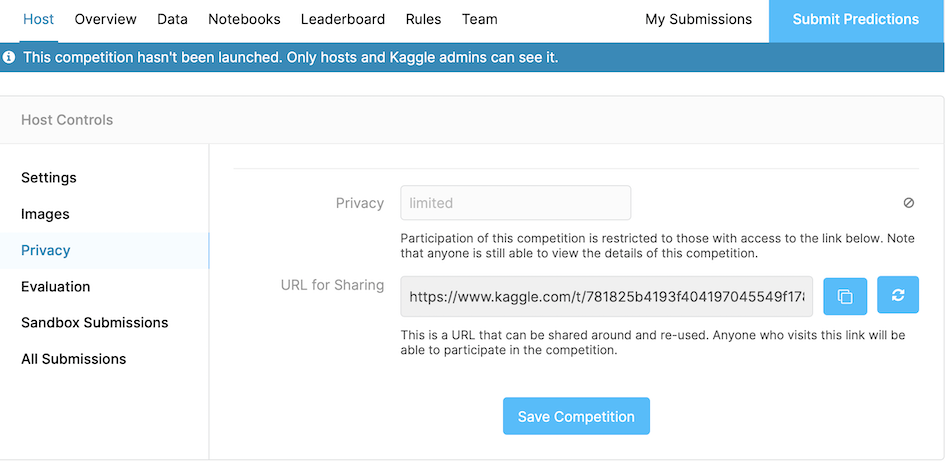 Host Overview Data Notebooks Leaderboard Rules Team My Submissions Submit Predictions
This competition hasn't been launched. Only hosts and Kaggle admins can see it.
Host Controls
Settings
Images
Privacy
Evaluation
Sandbox Submissions
All Submissions
Privacy limited
Participation of this competition is restricted to those with access to the link below. Note
that anyone is still able to view the details of this competition.
URL for Sharing https://www.kaggle.com/t/781825b4193f404197045549f178
This is a URL that can be shared around and re-used. Anyone who visits this link will be
able to participate in the competition.
Save Competition